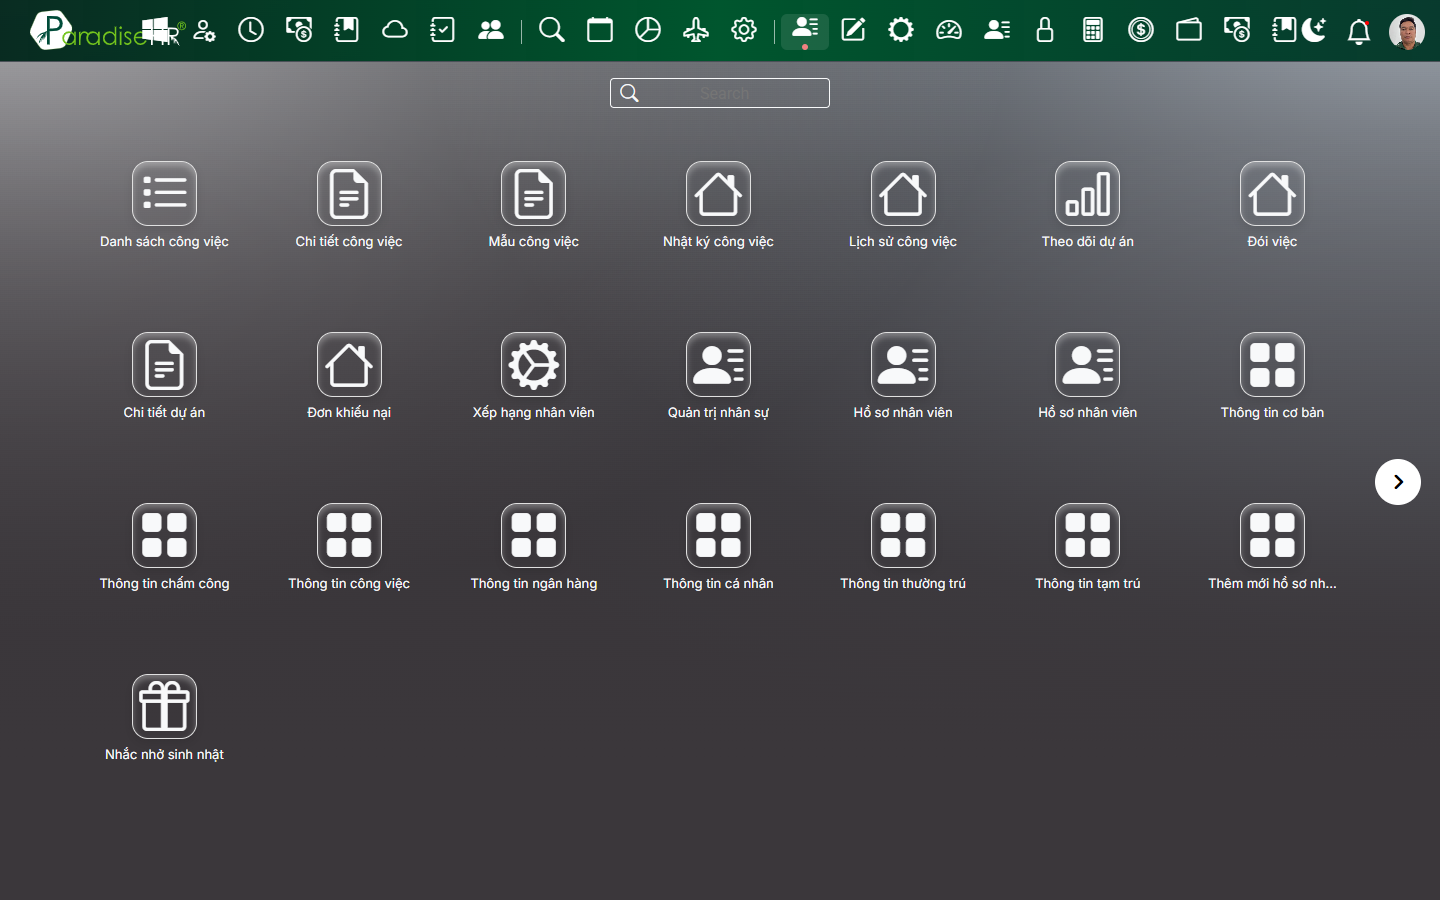 ParadiseHR®
Search
Danh sách công việc
Chi tiết công việc
Mẫu công việc
Nhật ký công việc
Lịch sử công việc
Theo dõi dự án
Đói việc
Chi tiết dự án
Đơn khiếu nại
Xếp hạng nhân viên
Quản trị nhân sự
Hồ sơ nhân viên
Hồ sơ nhân viên
Thông tin cơ bản
Thông tin chấm công
Thông tin công việc
Thông tin ngân hàng
Thông tin cá nhân
Thông tin thường trú
Thông tin tạm trú
Thêm mới hồ sơ nh...
Nhắc nhở sinh nhật